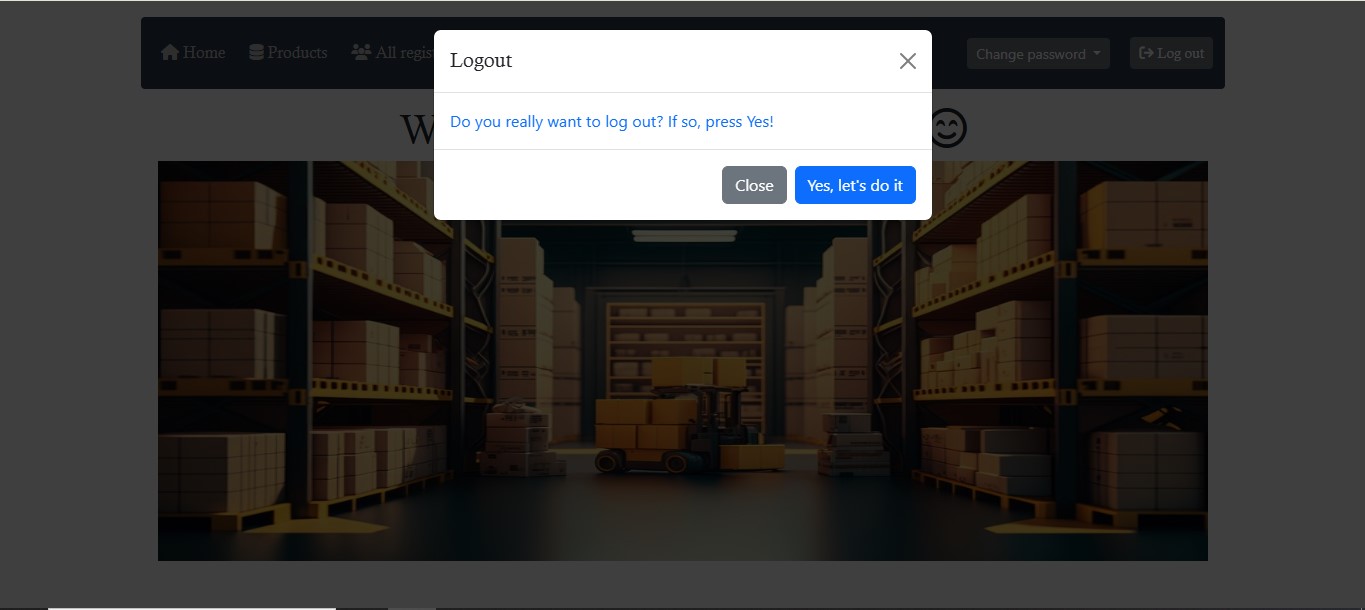 Home Products All regis
Change password Log out
Logout
Do you really want to log out? If so, press Yes!
Close Yes, let's do it
W